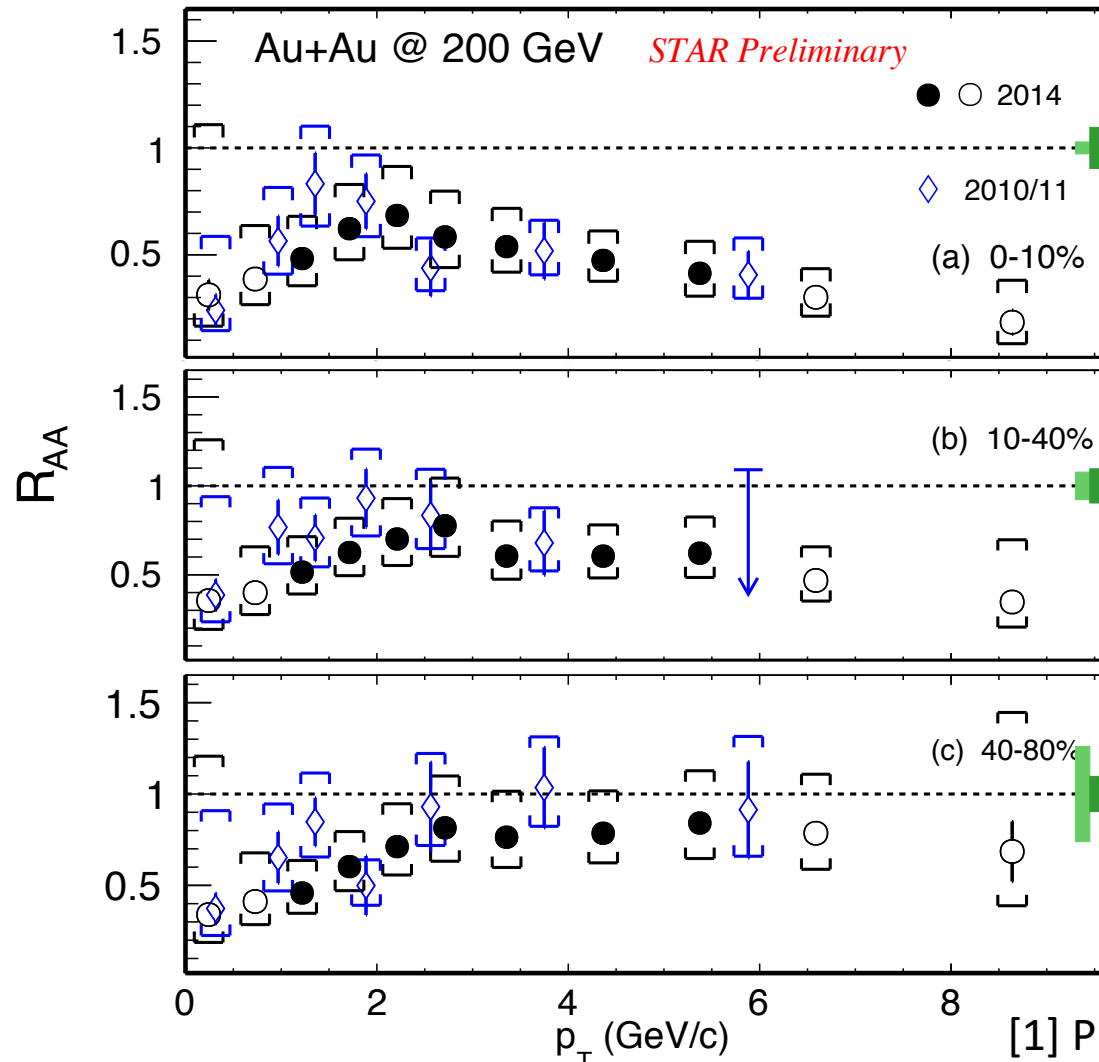 1.5
Au+Au @ 200 GeV STAR Preliminary
2014
1
2010/11
0.5
(a) 0-10%
1.5
(b) 10-40%
1
R_AA
0.5
1.5
(c) 40-80%
1
0.5
0 2 4 6 8
p_T (GeV/c)
[1] P